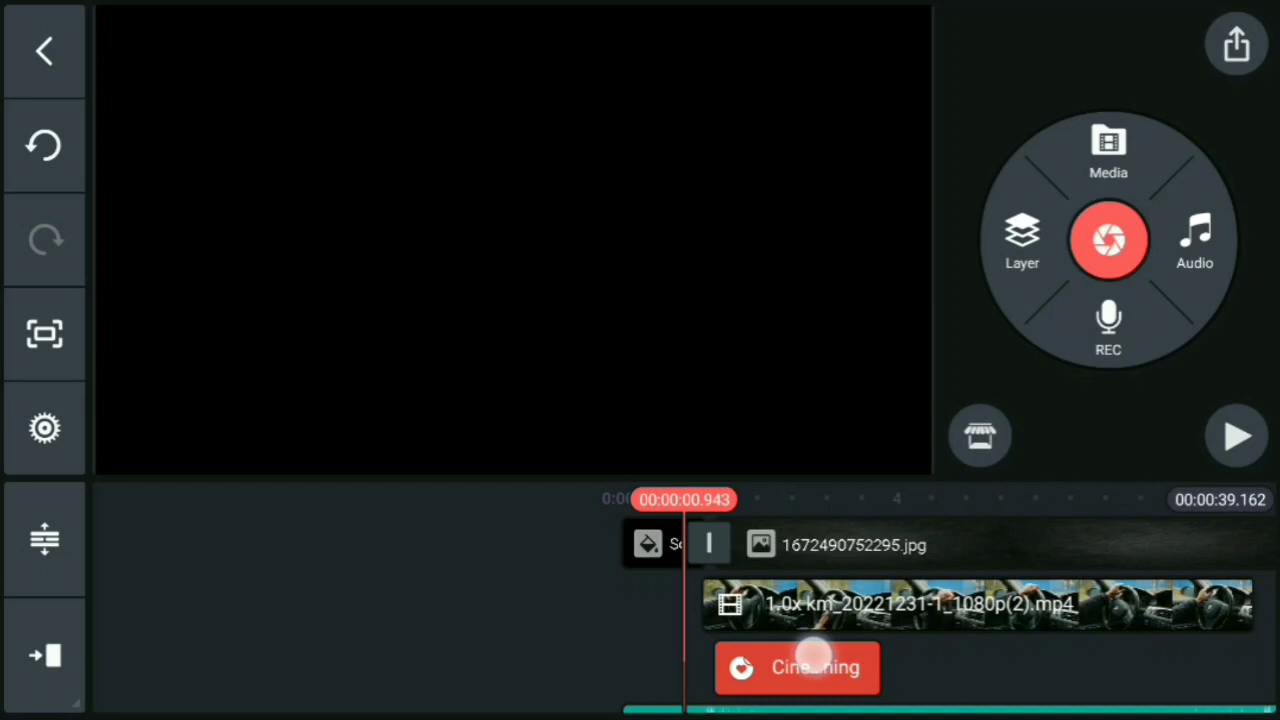 Media
Layer
Audio
REC
00:00:00.943
4
00:00:39.162
1672490752295.jpg
1.0x km_20221231-1_1080p(2).mp4